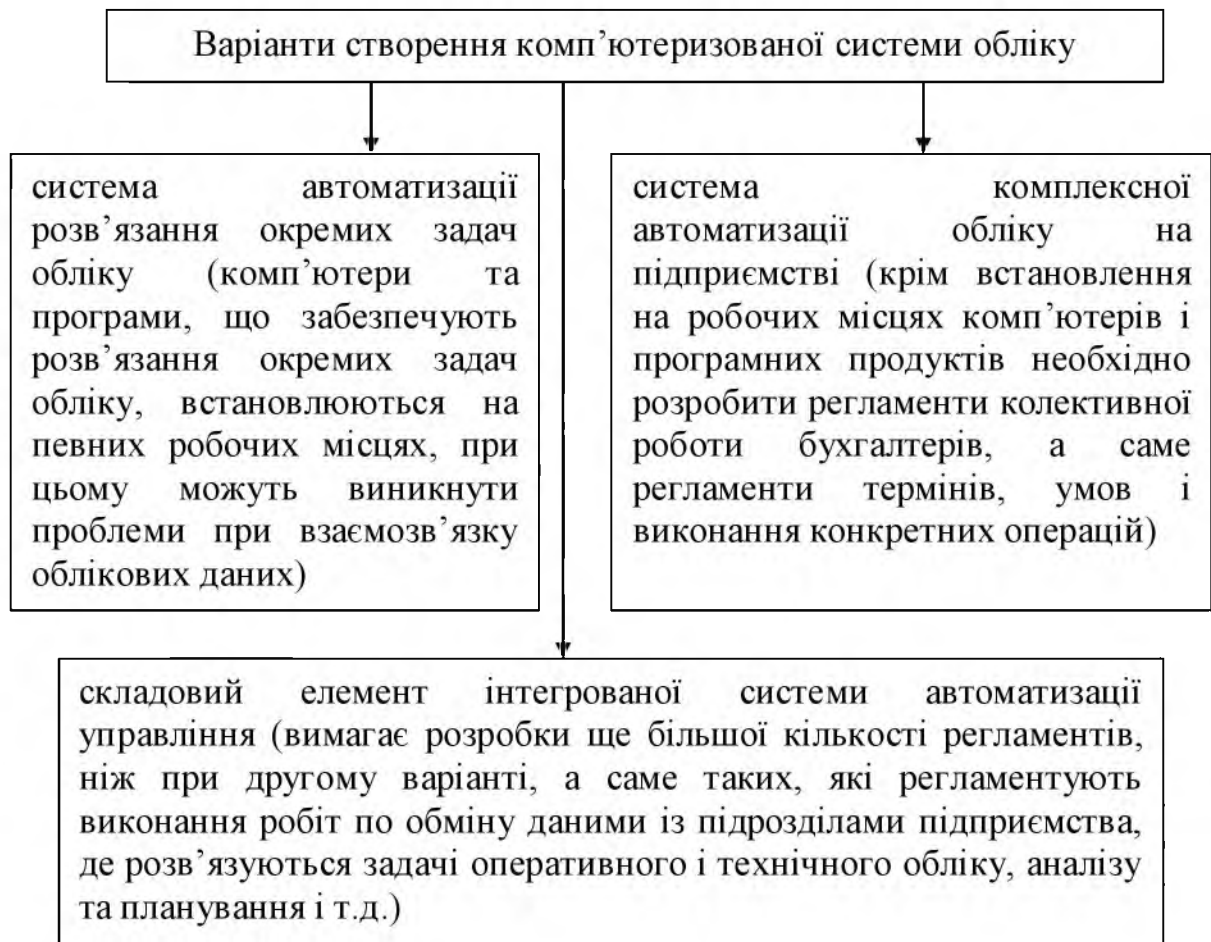 Варіанти створення комп’ютеризованої системи обліку
система автоматизації
розв’язання окремих задач
обліку (комп’ютери та
програми, що забезпечують
розв’язання окремих задач
обліку, встановлюються на
певних робочих місцях, при
цьому можуть виникнути
проблеми при взаємозв’язку
облікових даних)
система комплексної
автоматизації обліку на
підприємстві (крім встановлення
на робочих місцях комп’ютерів і
програмних продуктів необхідно
розробити регламенти колективної
роботи бухгалтерів, а саме
регламенти термінів, умов і
виконання конкретних операцій)
складовий елемент інтегрованої системи автоматизації
управління (вимагає розробки ще більшої кількості регламентів,
ніж при другому варіанті, а саме таких, які регламентують
виконання робіт по обміну даними із підрозділами підприємства,
де розв’язуються задачі оперативного і технічного обліку, аналізу
та планування і т.д.)